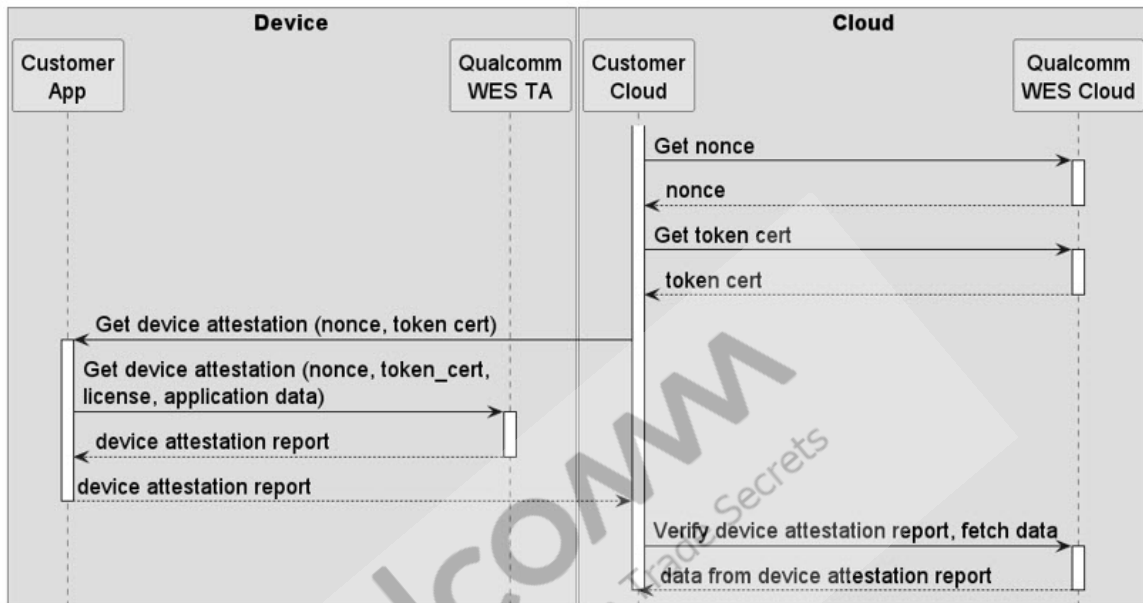 Device
Cloud
Customer
App
Qualcomm
WES TA
Customer
Cloud
Qualcomm
WES Cloud
Get nonce
nonce
Get token cert
token cert
Get device attestation (nonce, token cert)
Get device attestation (nonce, token_cert,
license, application data)
device attestation report
device attestation report
Verify device attestation report, fetch data
data from device attestation report
Trade Secrets